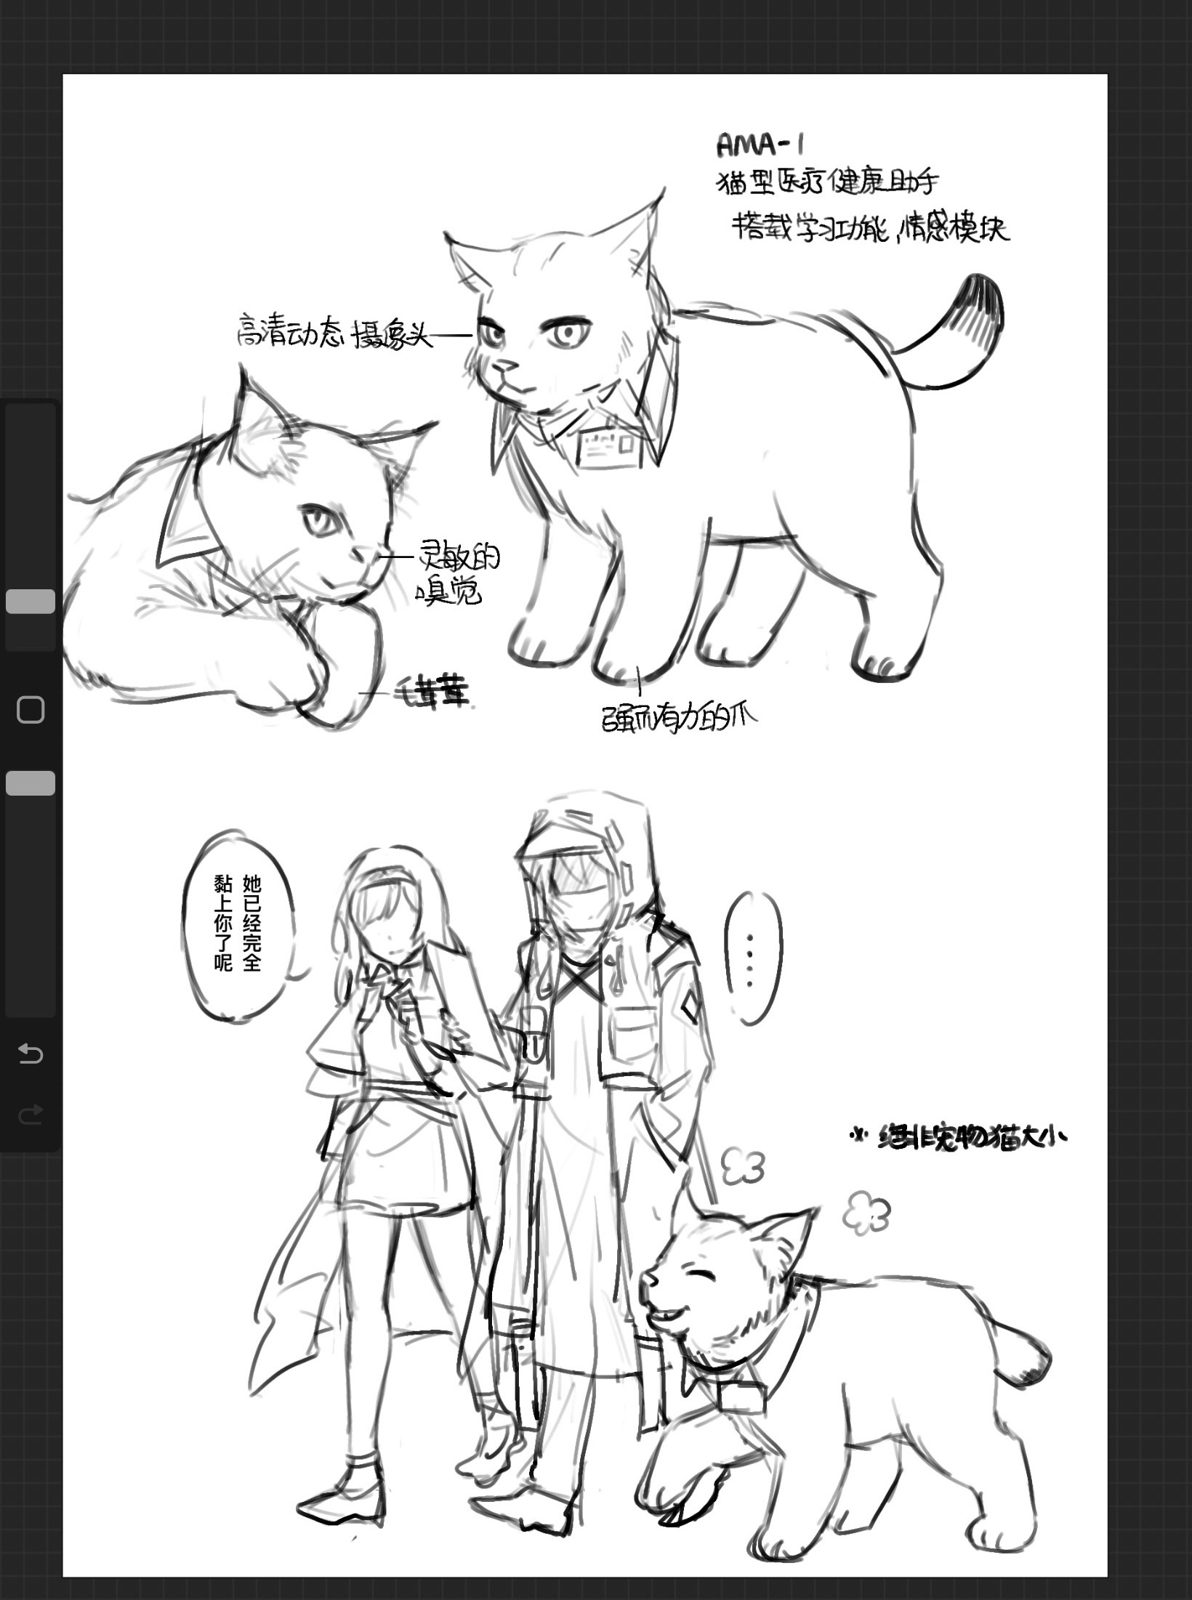 AMA-1
猫型医疗健康助手
搭载学习功能,情感模块
高清动态摄像头
灵敏的
嗅觉
毛茸茸
强而有力的爪
她已经完全
黏上你了呢
.....
※ 绝非宠物猫大小